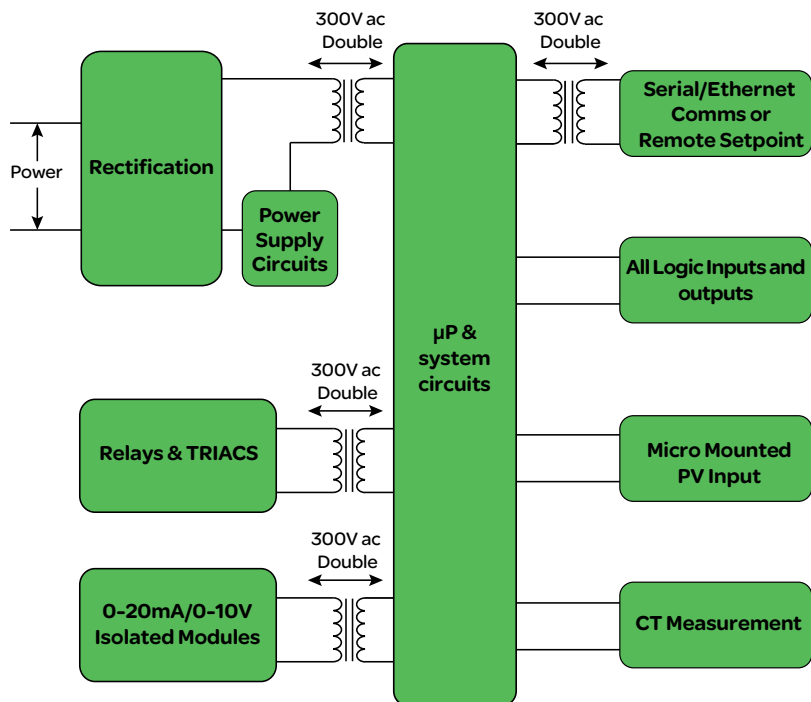 300V ac
Double
300V ac
Double
Serial/Ethernet
Comms or
Remote Setpoint
Rectification
Power
Power
Supply
Circuits
All Logic Inputs and
outputs
µP &
system
circuits
300V ac
Double
Relays & TRIACS
Micro Mounted
PV Input
300V ac
Double
0-20mA/0-10V
Isolated Modules
CT Measurement